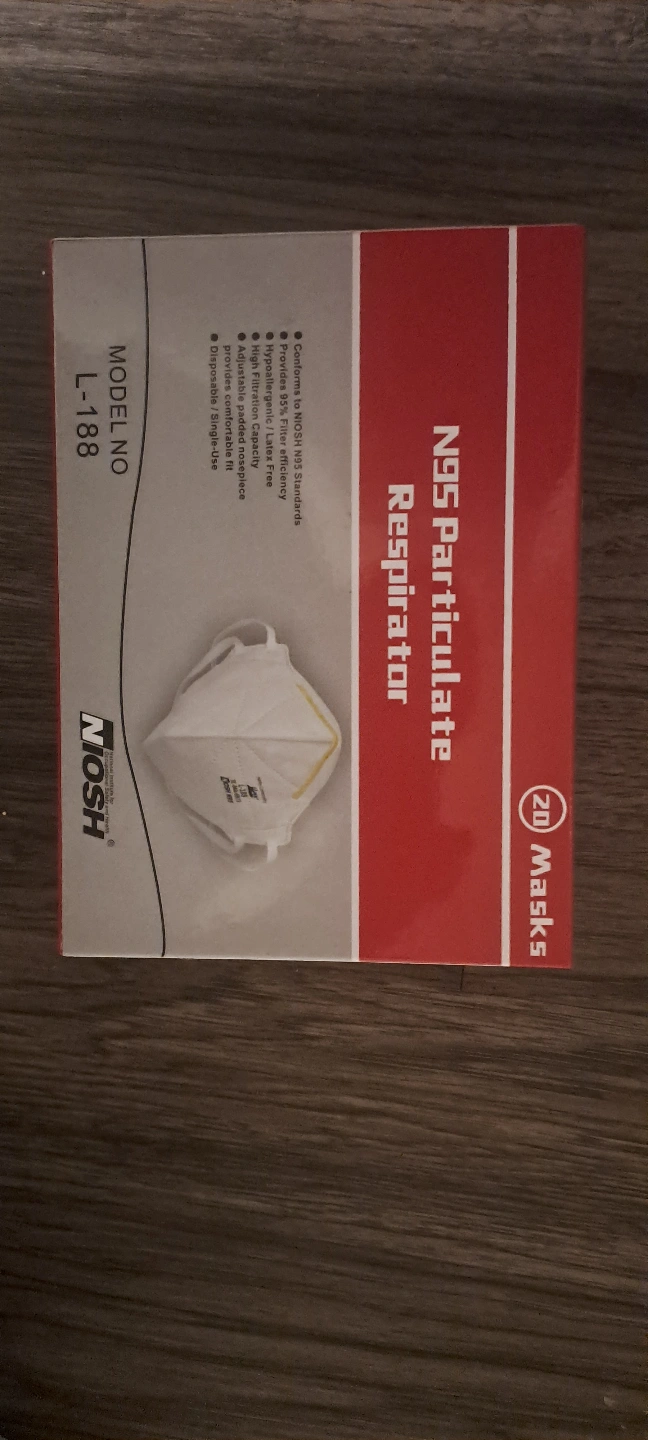 20 Masks
N95 Particulate
Respirator
● Conforms to NIOSH N95 Standards
● Provides 95% Filter efficiency
● Hypoallergenic / Latex Free
● High Filtration Capacity
● Adjustable padded nosepiece
provides comfortable fit
● Disposable / Single-Use
MODEL NO
L-188
NIOSH
®